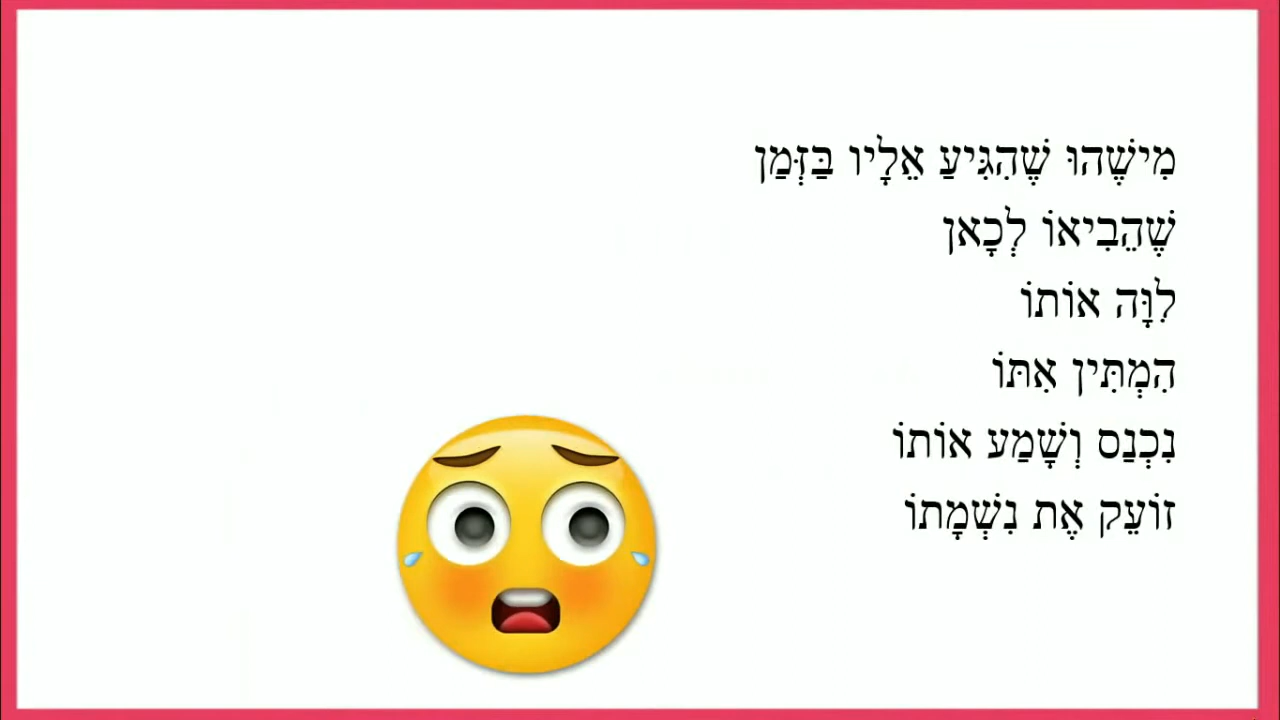 מִישֶׁהוּ שֶׁהִגִּיעַ אֵלָיו בַּזְּמַן
שֶׁהֵבִיאוֹ לְכָאן
לִוָּה אוֹתוֹ
הִמְתִּין אִתּוֹ
נִכְנַס וְשָׁמַע אוֹתוֹ
זוֹעֵק אֶת נִשְׁמָתוֹ